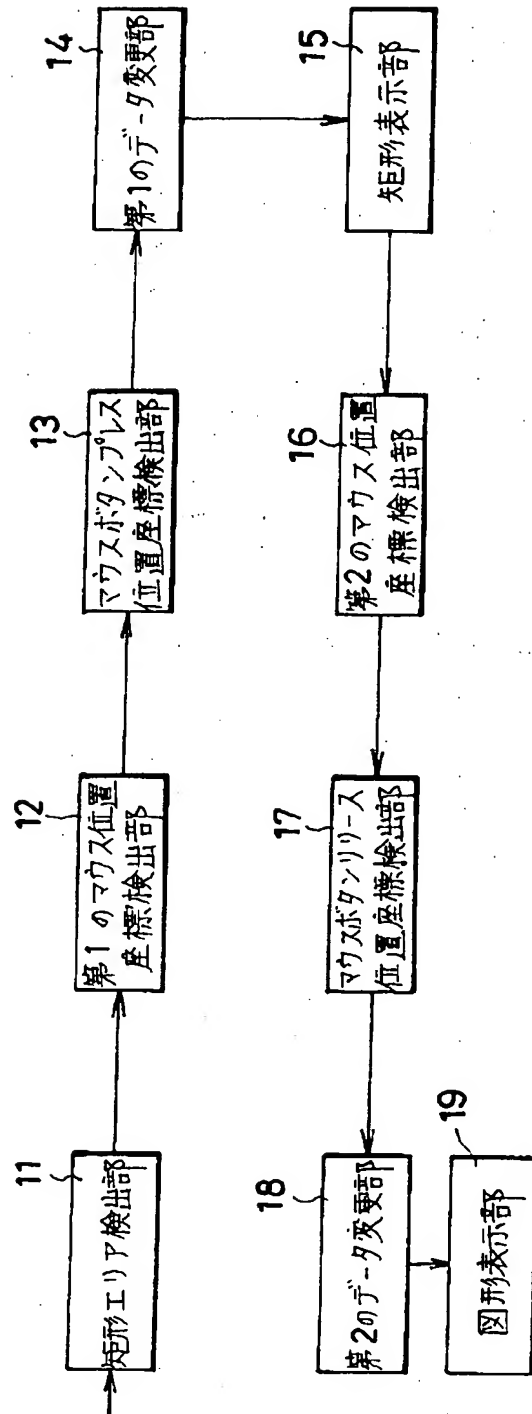 11
矩形エリア検出部
12
第1のマウス位置
座標検出部
13
マウスボタンプレス
位置座標検出部
14
第1のデータ変更部
15
矩形表示部
16
第2のマウス位置
座標検出部
17
マウスボタンリリース
位置座標検出部
18
第2のデータ変更部
19
図形表示部